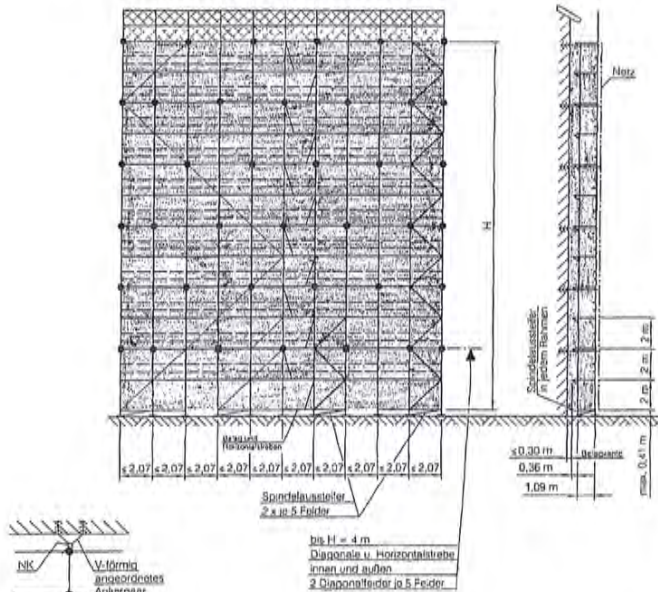 Netz
H
Spindelaussteifer
in jedem Rahmen
2 m
2 m
2 m
max. 0,41 m
Belag und
Horizontalstreben
≤0.30 m
0,36 m
1.09 m
≤ 2,07 ≤ 2,07 ≤ 2,07 ≤ 2,07 ≤ 2,07 ≤ 2,07 ≤ 2,07 ≤ 2,07 ≤ 2,07 ≤ 2,07
Spindelaussteifer
2 x je 5 Felder
bis H = 4 m
Diagonale u. Horizontalstrebe
innen und außen
2 Diagonalfelder je 5 Felder
NK
V-förmig
angeordnetes
Ankerpaar